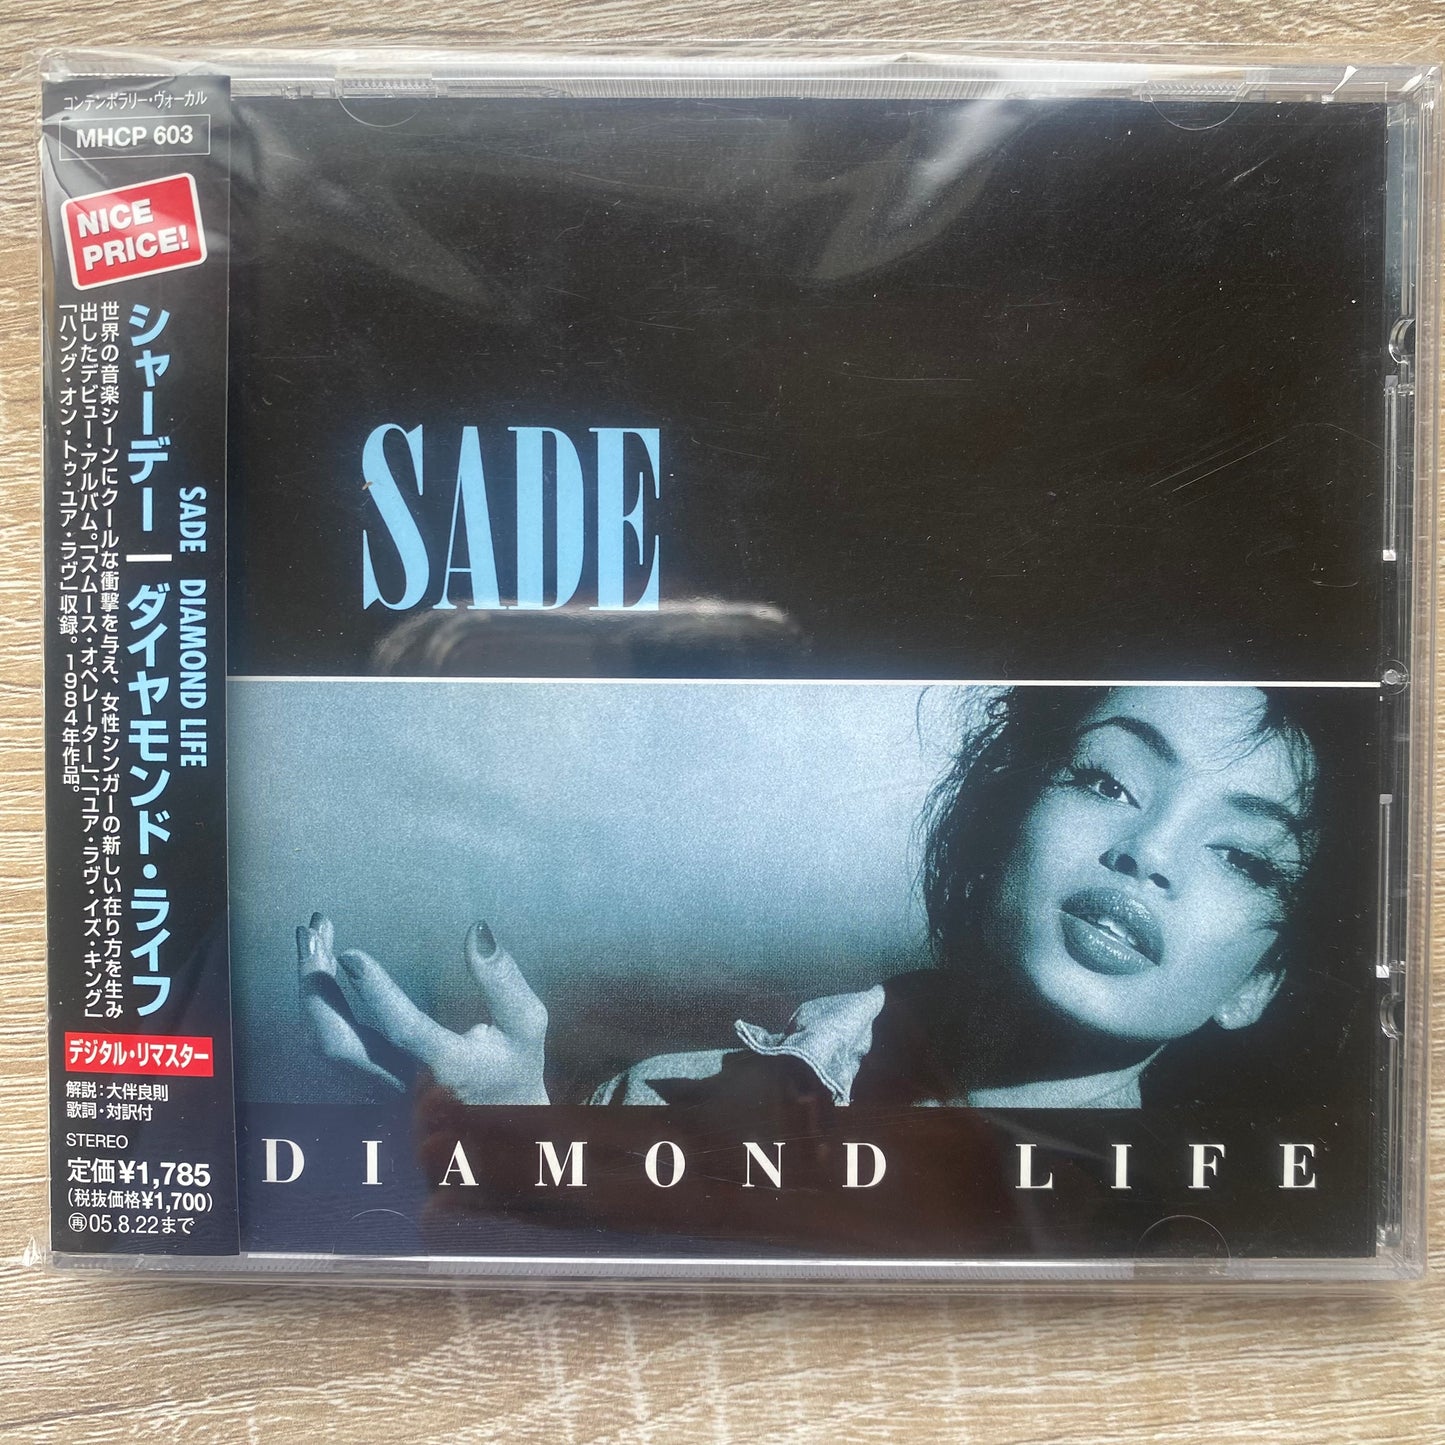 コンテンポラリー・ヴォーカル
MHCP 603
NICE
PRICE!
SADE DIAMOND LIFE
シャーデー｜ダイヤモンド・ライフ
世界の音楽シーンにクールな衝撃を与え、女性シンガーの新しい在り方を生み
出したデビュー・アルバム。「スムース・オペレーター」、「ユア・ラヴ・イズ・キング」
「ハング・オン・トゥ・ユア・ラヴ」収録。1984年作品。
デジタル・リマスター
解説：大伴良則
歌詞・対訳付
STEREO
定価¥1,785
(税抜価格¥1,700)
㊢05.8.22まで
SADE
DIAMOND LIFE